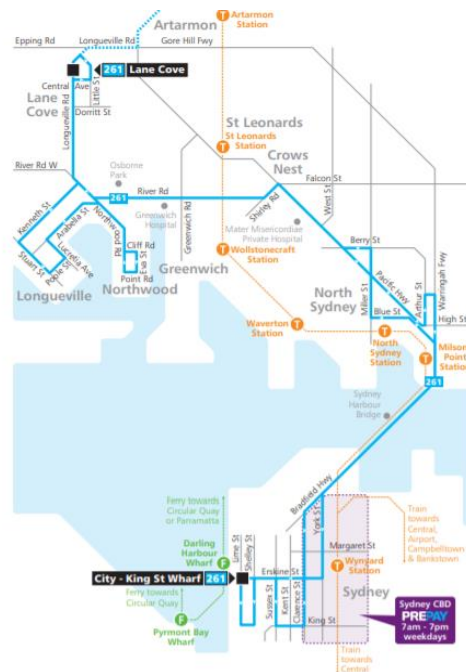 Artarmon
Artarmon
Station
Epping Rd
Longueville Rd
Gore Hill Fwy
261 Lane Cove
Central Ave
Little St
Lane
Cove
Longueville Rd
Dorritt St
St Leonards
St Leonards
Station
Crows
Nest
River Rd W
Osborne
Park
Falcon St
261
River Rd
Shirley Rd
West St
Kenneth St
Arabella St
Northwood Rd
Greenwich
Hospital
Greenwich Rd
Mater Misericordiae
Private Hospital
Berry St
Stuart St
Lucretia Ave
Poole St
Cliff Rd
Eva St
Point Rd
Wollstonecraft
Station
Longueville
Northwood
Greenwich
North
Sydney
Miller St
Pacific Hwy
Blue St
Arthur St
Warringah Fwy
High St
Waverton
Station
North
Sydney
Station
Milsons
Point
Station
261
Sydney
Harbour
Bridge
Bradfield Hwy
Ferry towards
Circular Quay
or Parramatta
York St
Train
towards
Central,
Airport,
Campbelltown
& Bankstown
Darling
Harbour
Wharf
Lime St
Shelley St
Margaret St
City - King St Wharf 261
Erskine St
Wynyard
Station
Ferry towards
Circular Quay
Sussex St
Kent St
Clarence St
Sydney
King St
Pyrmont Bay
Wharf
Sydney CBD
PREPAY
7am - 7pm
weekdays
Train
towards
Central,